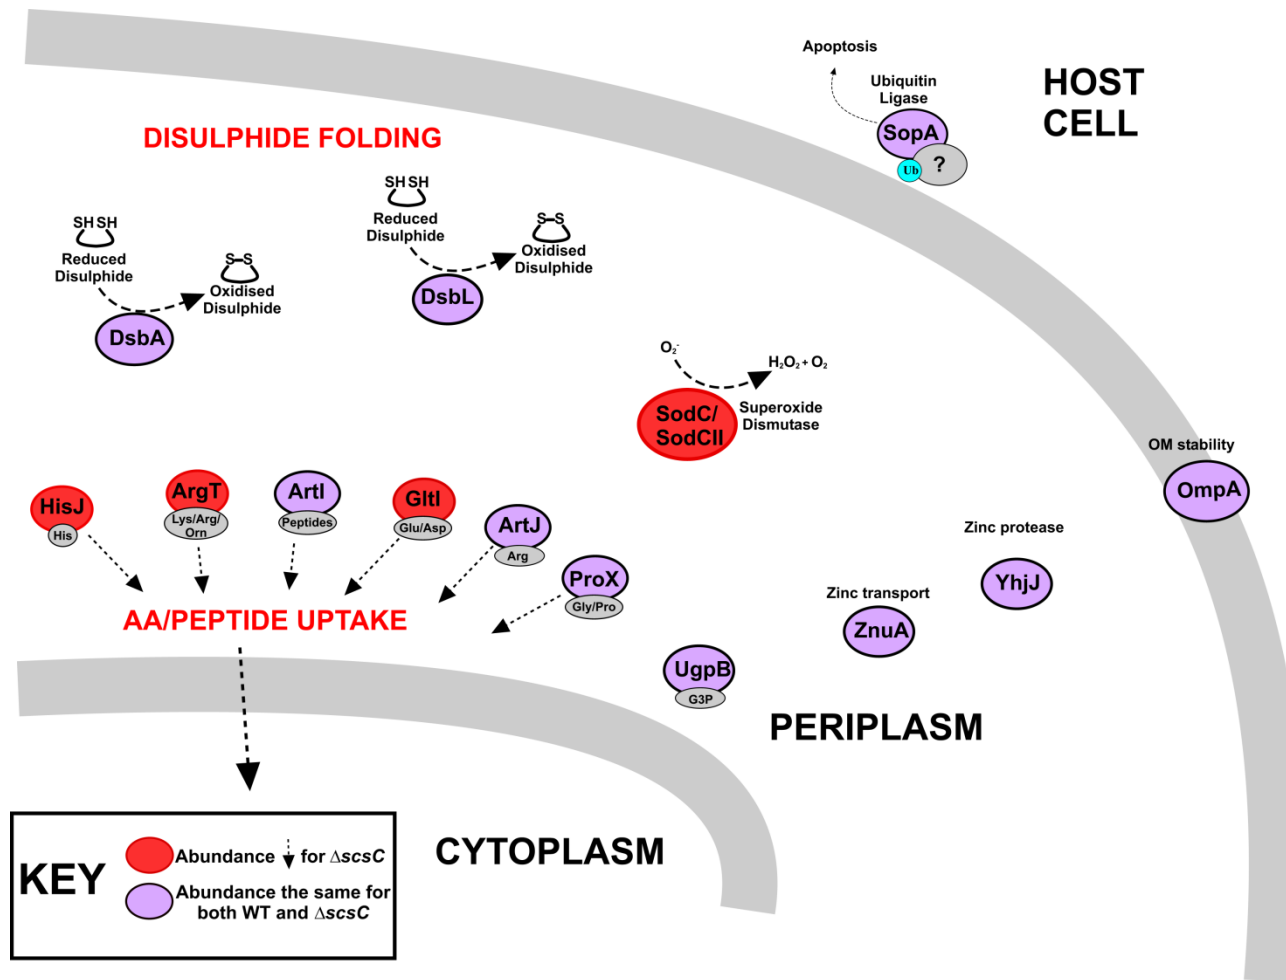 Apoptosis
HOST
CELL
Ubiquitin
Ligase
SopA
?
Ub
DISULPHIDE FOLDING
SH SH
Reduced
Disulphide
S–S
Oxidised
Disulphide
DsbA
SH SH
Reduced
Disulphide
S–S
Oxidised
Disulphide
DsbL
O₂⁻
H₂O₂ + O₂
SodC/
SodCII
Superoxide
Dismutase
OM stability
OmpA
HisJ
His
ArgT
Lys/Arg/
Orn
ArtI
Peptides
GltI
Glu/Asp
ArtJ
Arg
ProX
Gly/Pro
Zinc protease
YhjJ
Zinc transport
ZnuA
AA/PEPTIDE UPTAKE
UgpB
G3P
PERIPLASM
CYTOPLASM
KEY
Abundance for ΔscsC
Abundance the same for
both WT and ΔscsC